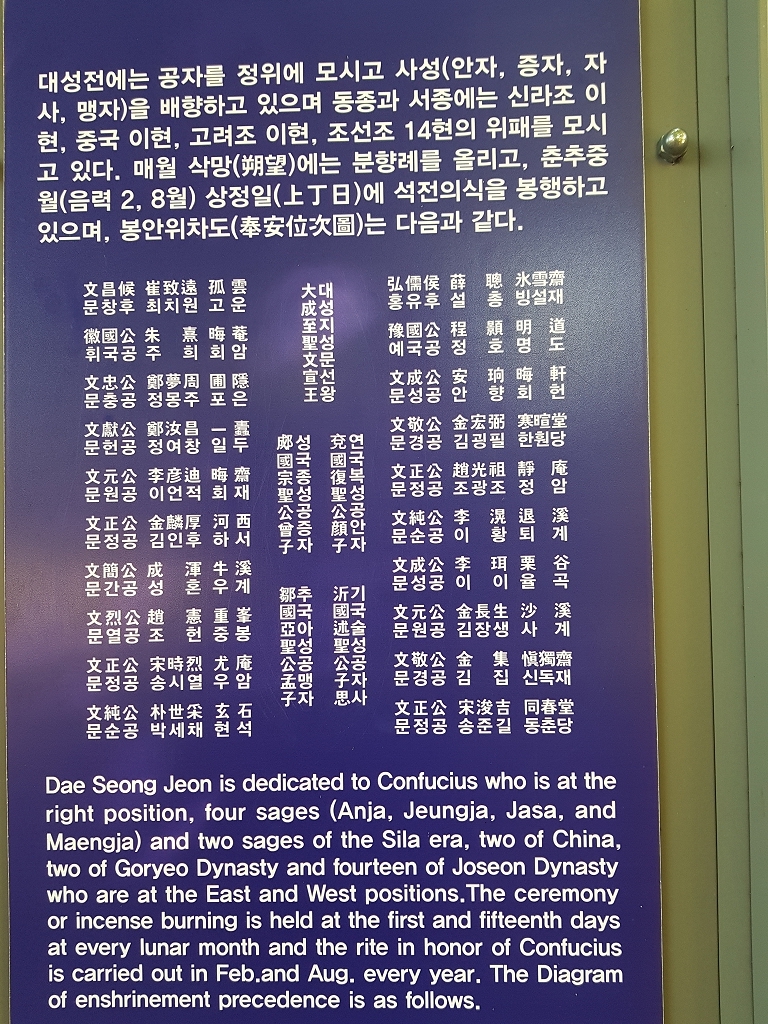 대성전에는 공자를 정위에 모시고 사성(안자, 증자, 자
사, 맹자)을 배향하고 있으며 동종과 서종에는 신라조 이
현, 중국 이현, 고려조 이현, 조선조 14현의 위패를 모시
고 있다. 매월 삭망(朔望)에는 분향례를 올리고, 춘추중
월(음력 2, 8월) 상정일(上丁日)에 석전의식을 봉행하고
있으며, 봉안위차도(奉安位次圖)는 다음과 같다.
文昌候 崔致遠 孤雲
문창후 최치원 고운
徽國公 朱熹 晦菴
휘국공 주희 회암
文忠公 鄭夢周 圃隱
문충공 정몽주 포은
文獻公 鄭汝昌 一蠹
문헌공 정여창 일두
文元公 李彦迪 晦齋
문원공 이언적 회재
文正公 金麟厚 河西
문정공 김인후 하서
文簡公 成渾 牛溪
문간공 성혼 우계
文烈公 趙憲 重峯
문열공 조헌 중봉
文正公 宋時烈 尤庵
문정공 송시열 우암
文純公 朴世采 玄石
문순공 박세채 현석
大成至聖文宣王
대성지성문선왕
郕國宗聖公曾子
성국종성공증자
兗國復聖公顔子
연국복성공안자
鄒國亞聖公孟子
추국아성공맹자
沂國述聖公子思
기국술성공자사
弘儒侯 薛聰 氷雪齋
홍유후 설총 빙설재
豫國公 程顥 明道
예국공 정호 명도
文成公 安珦 晦軒
문성공 안향 회헌
文敬公 金宏弼 寒暄堂
문경공 김굉필 한훤당
文正公 趙光祖 靜庵
문정공 조광조 정암
文純公 李滉 退溪
문순공 이황 퇴계
文成公 李珥 栗谷
문성공 이이 율곡
文元公 金長生 沙溪
문원공 김장생 사계
文敬公 金集 愼獨齋
문경공 김집 신독재
文正公 宋浚吉 同春堂
문정공 송준길 동춘당
Dae Seong Jeon is dedicated to Confucius who is at the
right position, four sages (Anja, Jeungja, Jasa, and
Maengja) and two sages of the Sila era, two of China,
two of Goryeo Dynasty and fourteen of Joseon Dynasty
who are at the East and West positions.The ceremony
or incense burning is held at the first and fifteenth days
at every lunar month and the rite in honor of Confucius
is carried out in Feb.and Aug. every year. The Diagram
of enshrinement precedence is as follows.